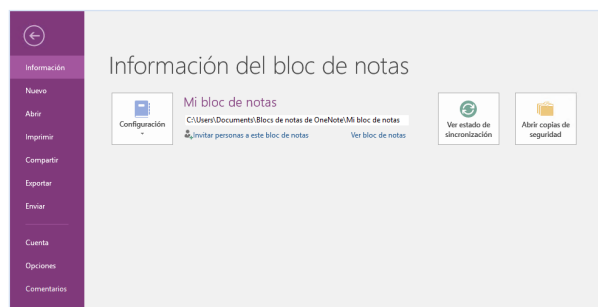 Información
Nuevo
Abrir
Imprimir
Compartir
Exportar
Enviar
Cuenta
Opciones
Comentarios
Información del bloc de notas
Configuración
Mi bloc de notas
C:\Users\Documents\Blocs de notas de OneNote\Mi bloc de notas
Invitar personas a este bloc de notas
Ver bloc de notas
Ver estado de
sincronización
Abrir copias de
seguridad